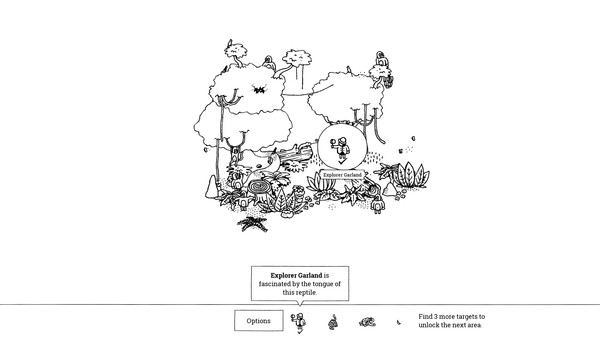 Explorer Garland
Explorer Garland is
fascinated by the tongue of
this reptile.
Options
Find 3 more targets to
unlock the next area.